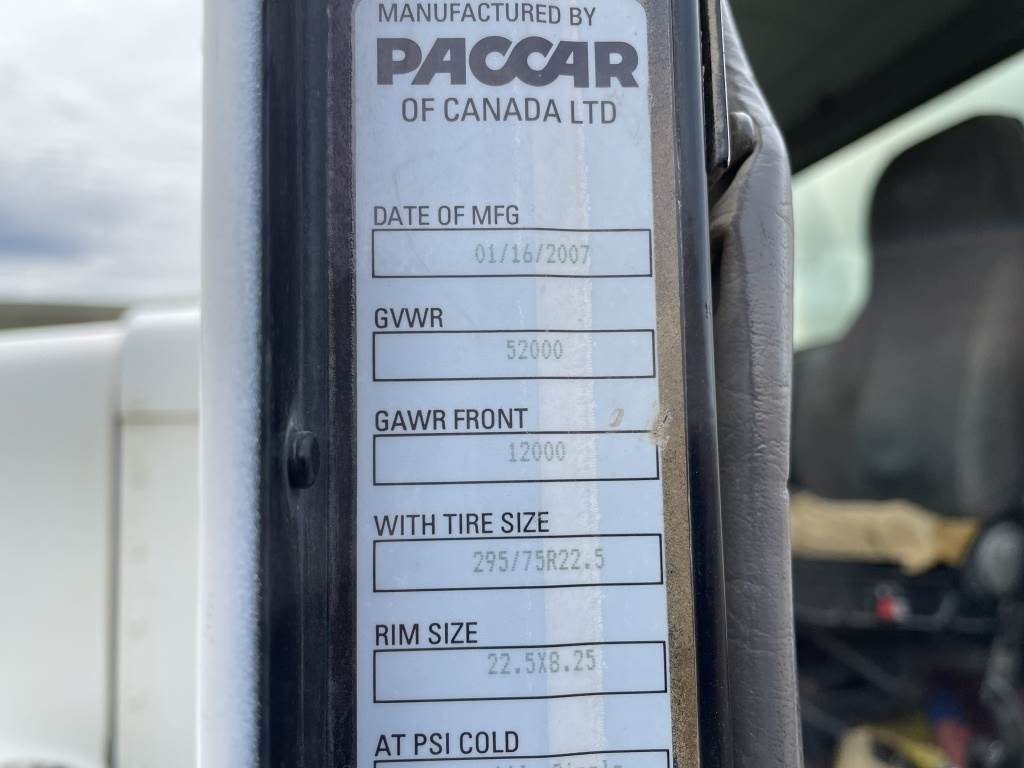 MANUFACTURED BY
PACCAR
OF CANADA LTD
DATE OF MFG
01/16/2007
GVWR
52000
GAWR FRONT
12000
WITH TIRE SIZE
295/75R22.5
RIM SIZE
22.5X8.25
AT PSI COLD